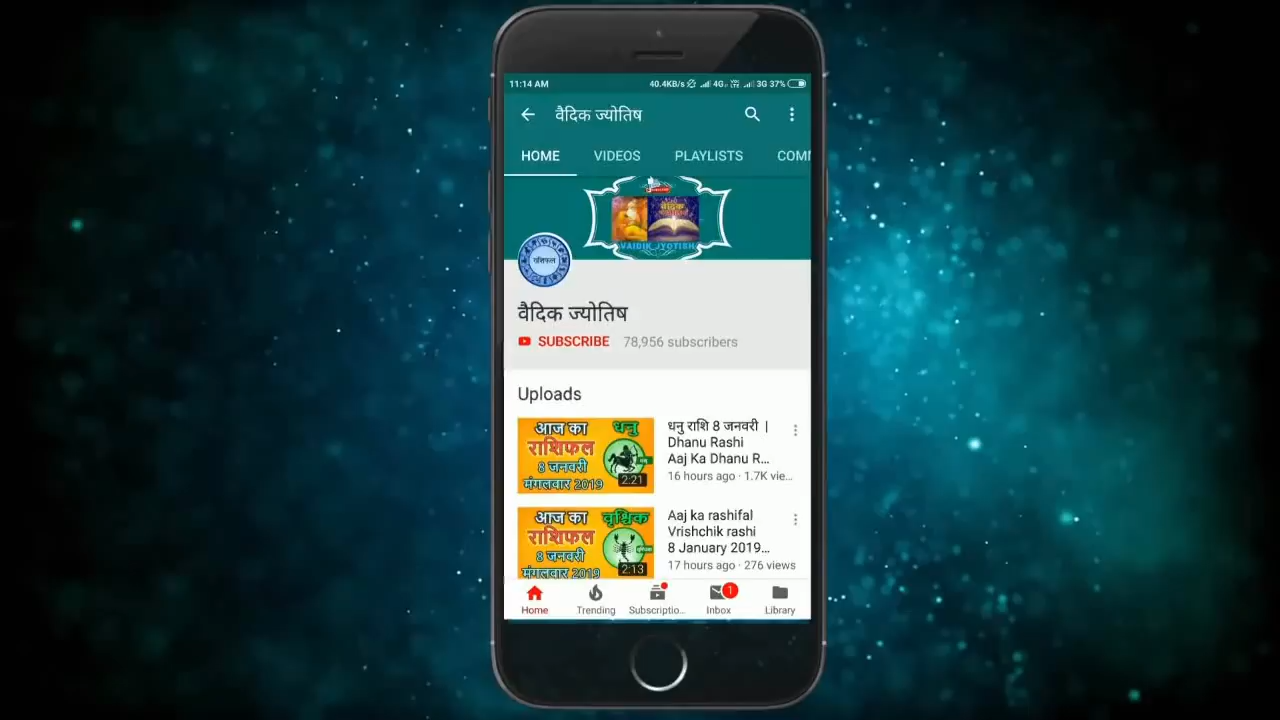 11:14 AM
40.4KB/s 4G 3G 37%
वैदिक ज्योतिष
HOME VIDEOS PLAYLISTS COMM
वैदिक
VAIDIK JYOTISH
राशिफल
वैदिक ज्योतिष
SUBSCRIBE 78,956 subscribers
Uploads
आज का धनु
राशिफल
8 जनवरी
मंगलवार 2019
2:21
धनु राशि 8 जनवरी |
Dhanu Rashi
Aaj Ka Dhanu R...
16 hours ago · 1.7K vie...
आज का वृश्चिक
राशिफल
8 जनवरी
मंगलवार 2019
2:13
Aaj ka rashifal
Vrishchik rashi
8 January 2019...
17 hours ago · 276 views
1
Home Trending Subscriptio... Inbox Library